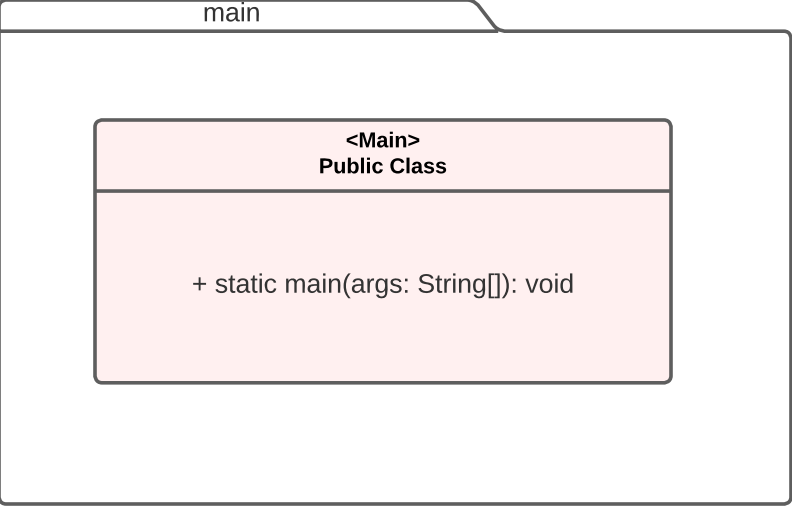 main
<Main>
Public Class
+ static main(args: String[]): void